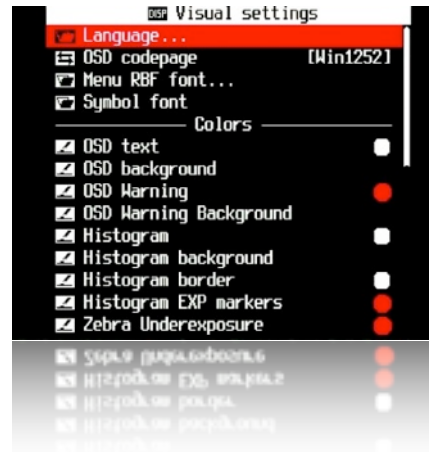 DISP Visual settings
Language...
OSD codepage [Win1252]
Menu RBF font...
Symbol font
Colors
OSD text
OSD background
OSD Warning
OSD Warning Background
Histogram
Histogram background
Histogram border
Histogram EXP markers
Zebra Underexposure